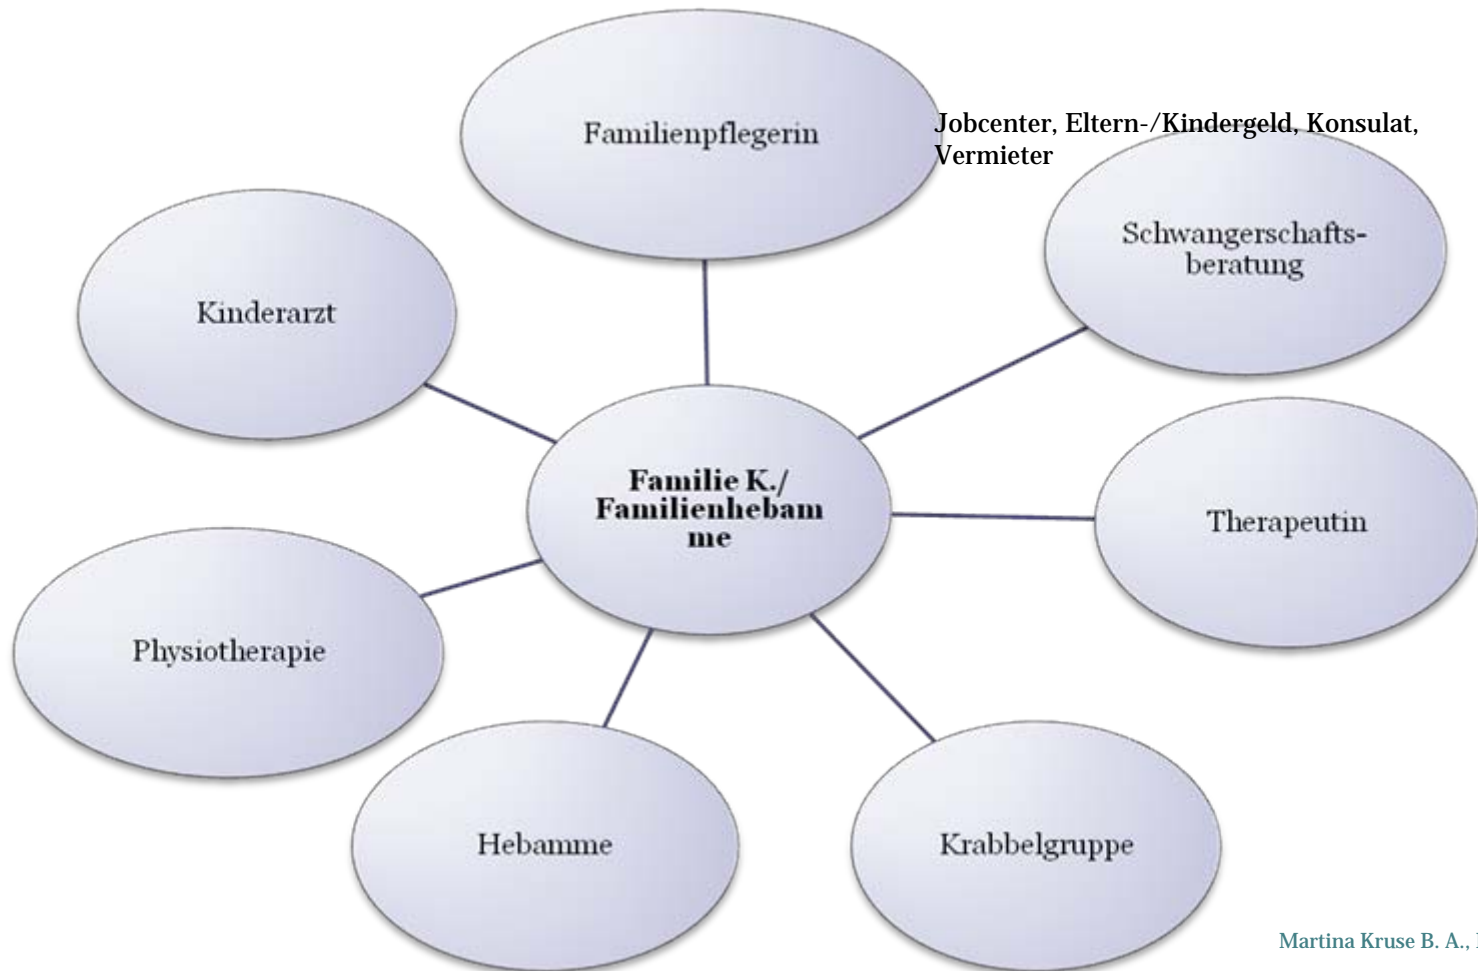 Familienpflegerin
Jobcenter, Eltern-/Kindergeld, Konsulat,
Vermieter
Schwangerschafts-
beratung
Kinderarzt
Familie K./
Familienhebam
me
Therapeutin
Physiotherapie
Hebamme
Krabbelgruppe
Martina Kruse B. A.,